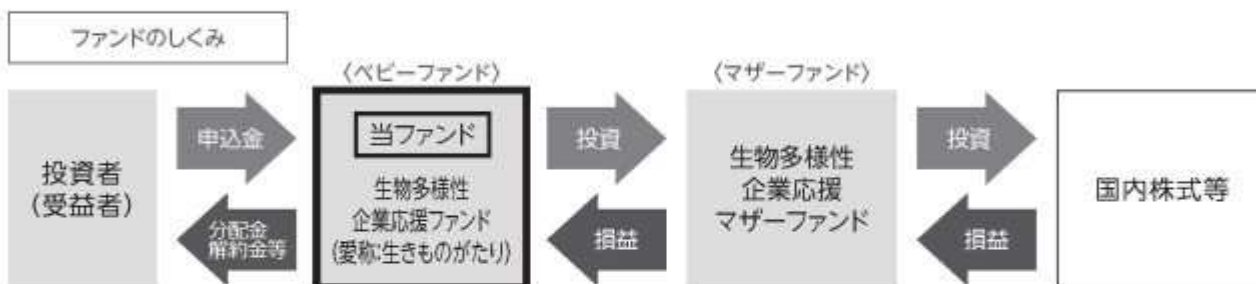 ファンドのしくみ
〈ベビーファンド〉
〈マザーファンド〉
投資者
(受益者)
申込金
分配金
解約金等
当ファンド
生物多様性
企業応援ファンド
(愛称:生きものがたり)
投資
損益
生物多様性
企業応援
マザーファンド
投資
損益
国内株式等